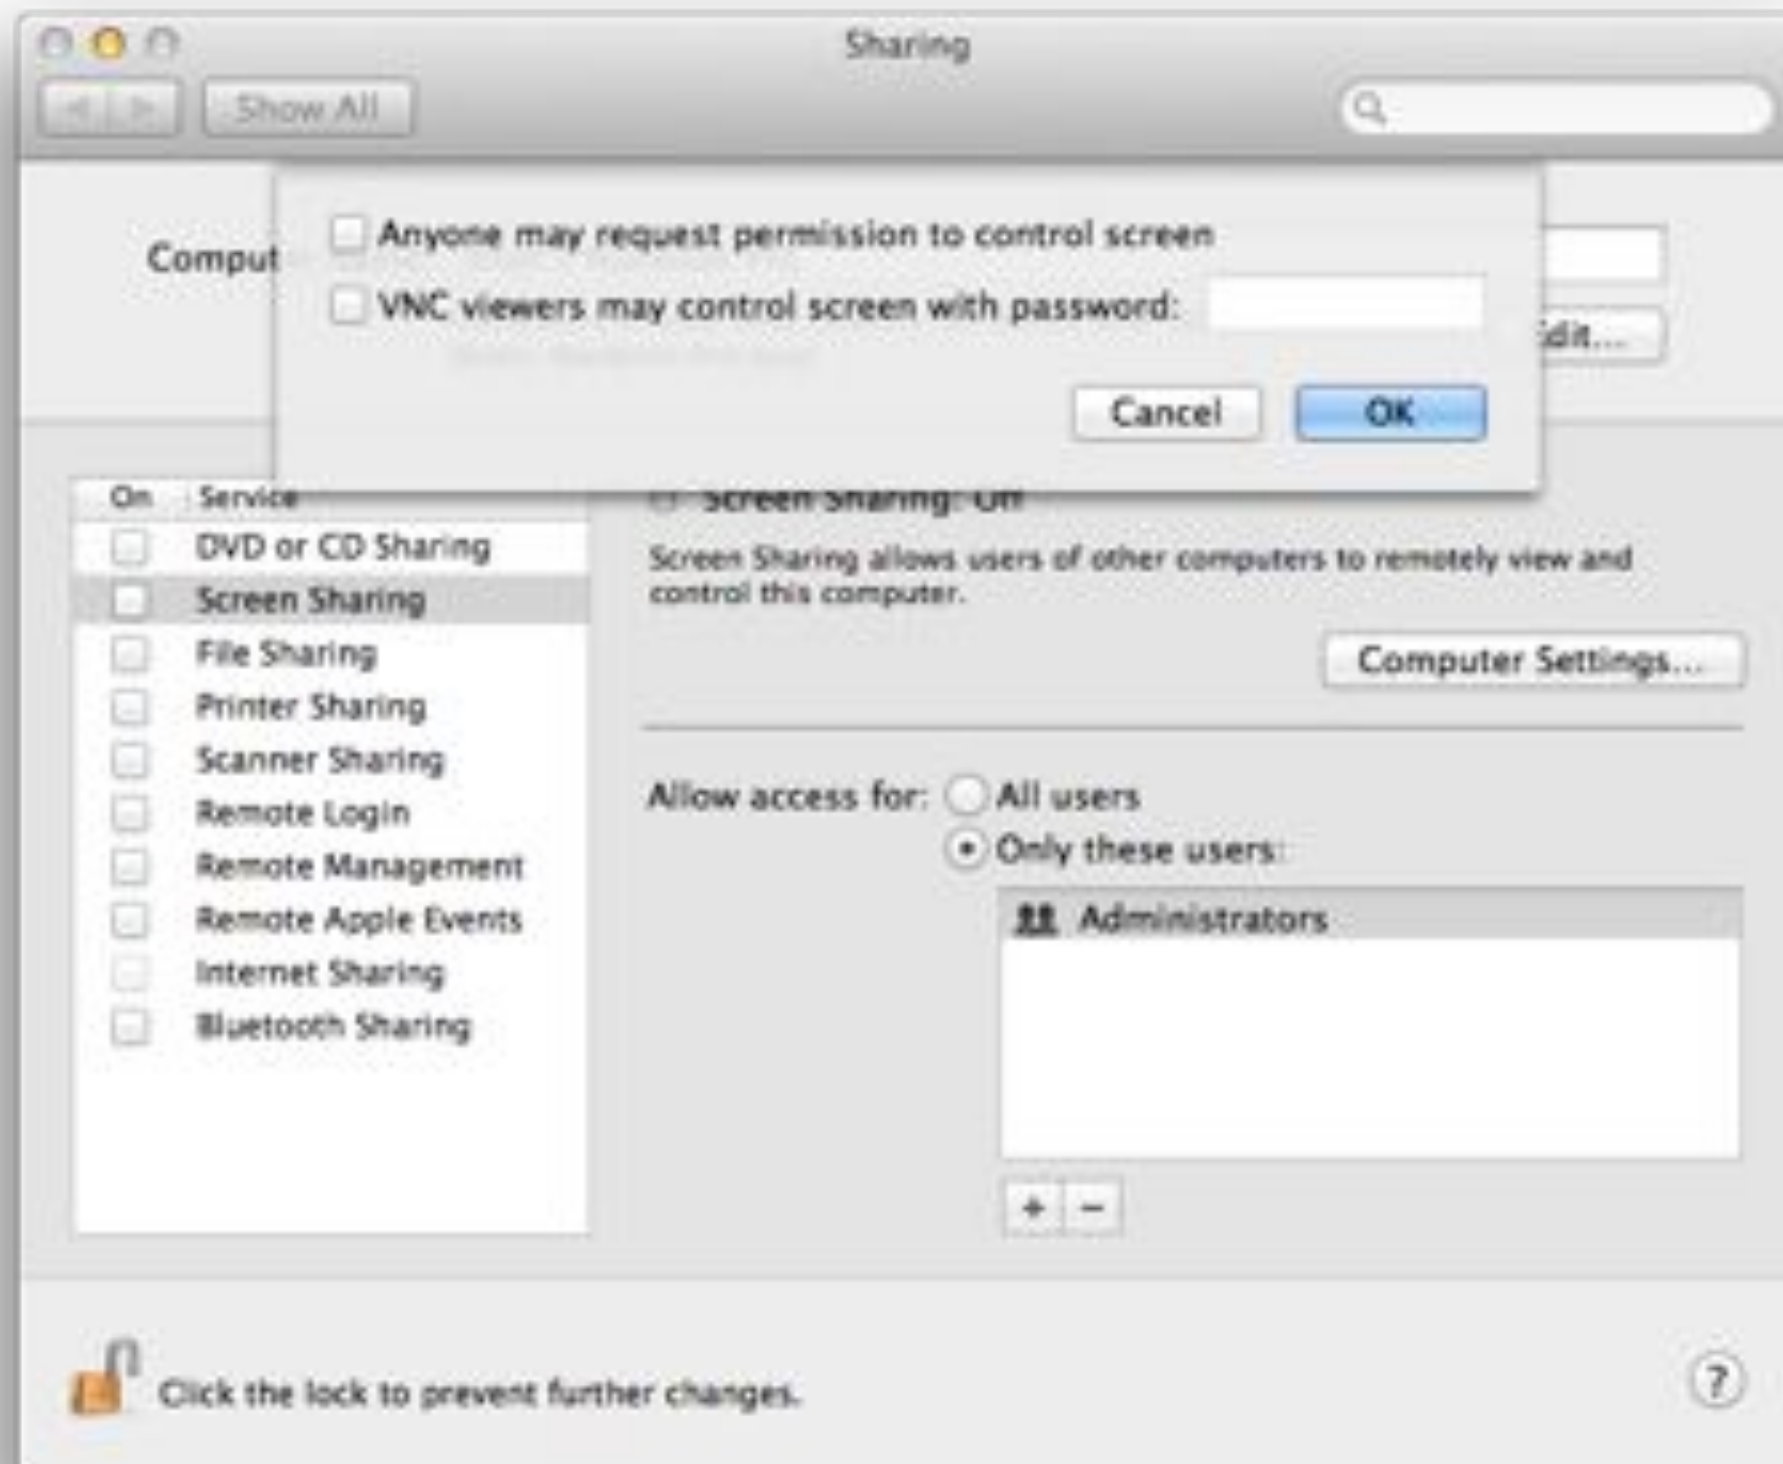 Sharing
Show All
Anyone may request permission to control screen
Comput
VNC viewers may control screen with password:
dit...
Cancel
OK
On
Service
Screen Sharing: Off
DVD or CD Sharing
Screen Sharing
File Sharing
Printer Sharing
Scanner Sharing
Remote Login
Remote Management
Remote Apple Events
Internet Sharing
Bluetooth Sharing
Screen Sharing allows users of other computers to remotely view and
control this computer.
Computer Settings...
Allow access for:
All users
Only these users:
Administrators
+
−
Click the lock to prevent further changes.
?